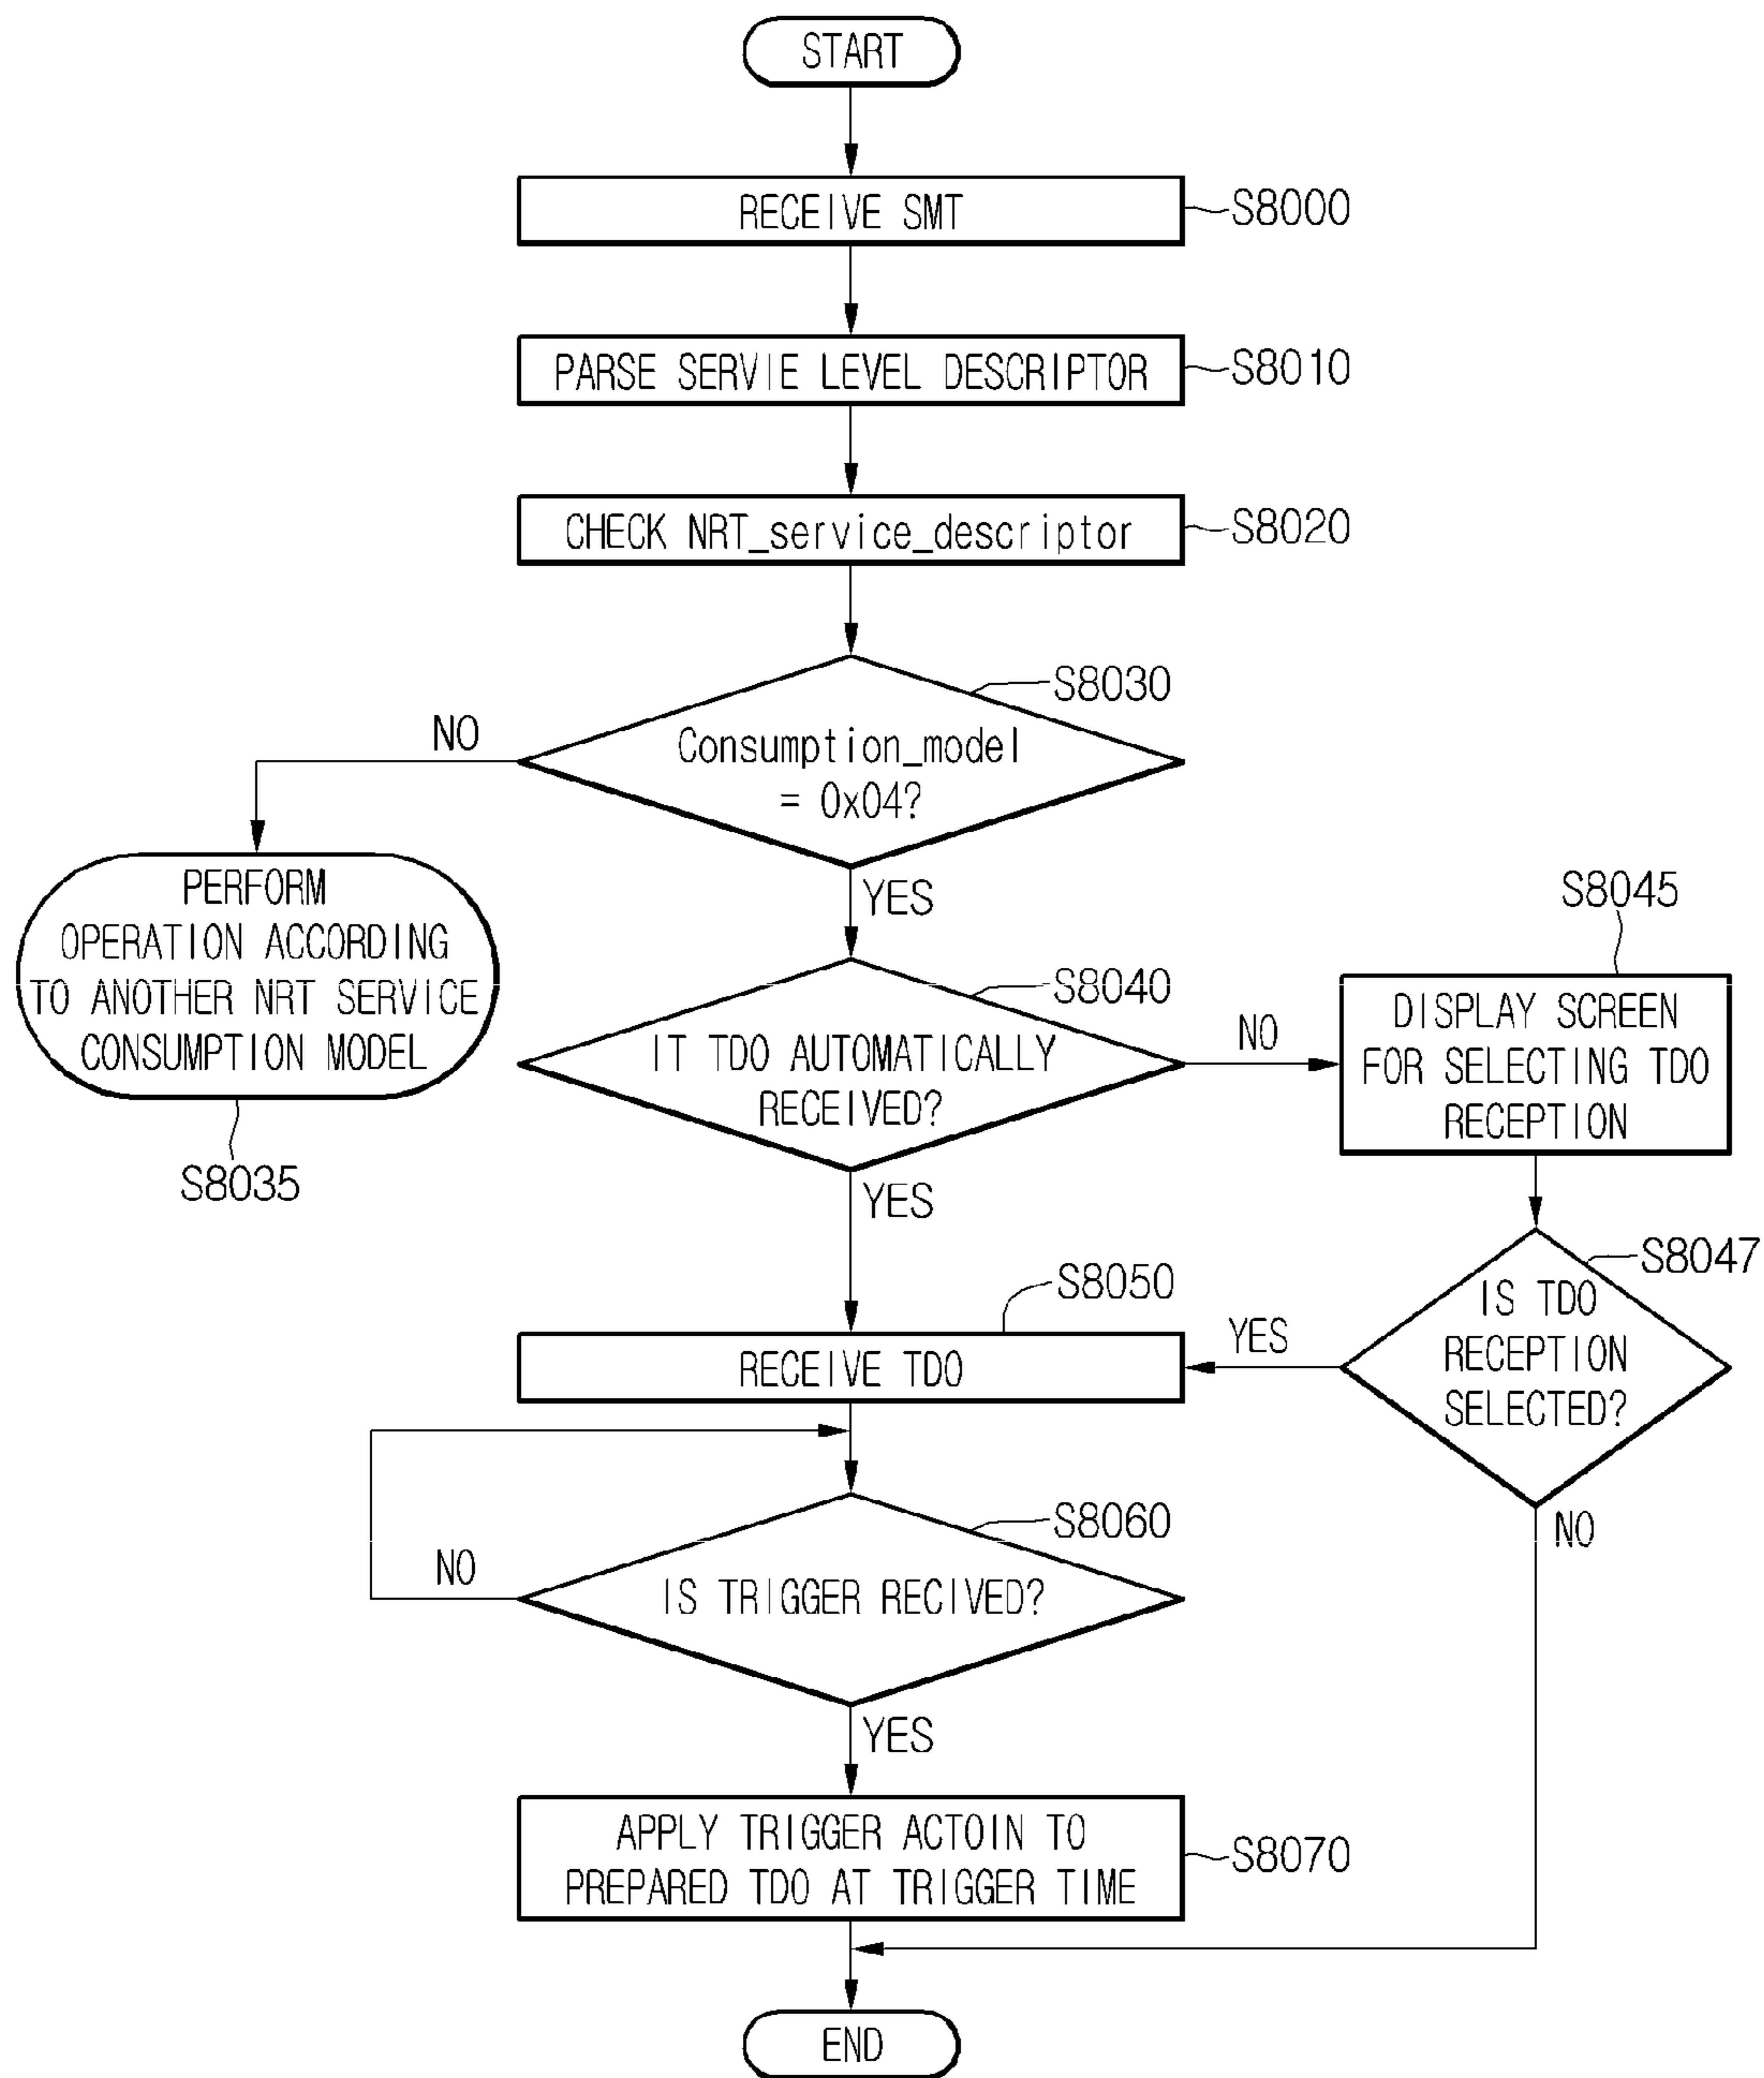 START
RECEIVE SMT
S8000
PARSE SERVIE LEVEL DESCRIPTOR
S8010
CHECK NRT_service_descriptor
S8020
S8030
NO
Consumption_model
= 0x04?
YES
PERFORM
OPERATION ACCORDING
TO ANOTHER NRT SERVICE
CONSUMPTION MODEL
S8035
S8040
IT TDO AUTOMATICALLY
RECEIVED?
NO
YES
S8045
DISPLAY SCREEN
FOR SELECTING TDO
RECEPTION
S8047
IS TDO
RECEPTION
SELECTED?
YES
NO
S8050
RECEIVE TDO
S8060
NO
IS TRIGGER RECIVED?
YES
APPLY TRIGGER ACTOIN TO
PREPARED TDO AT TRIGGER TIME
S8070
END